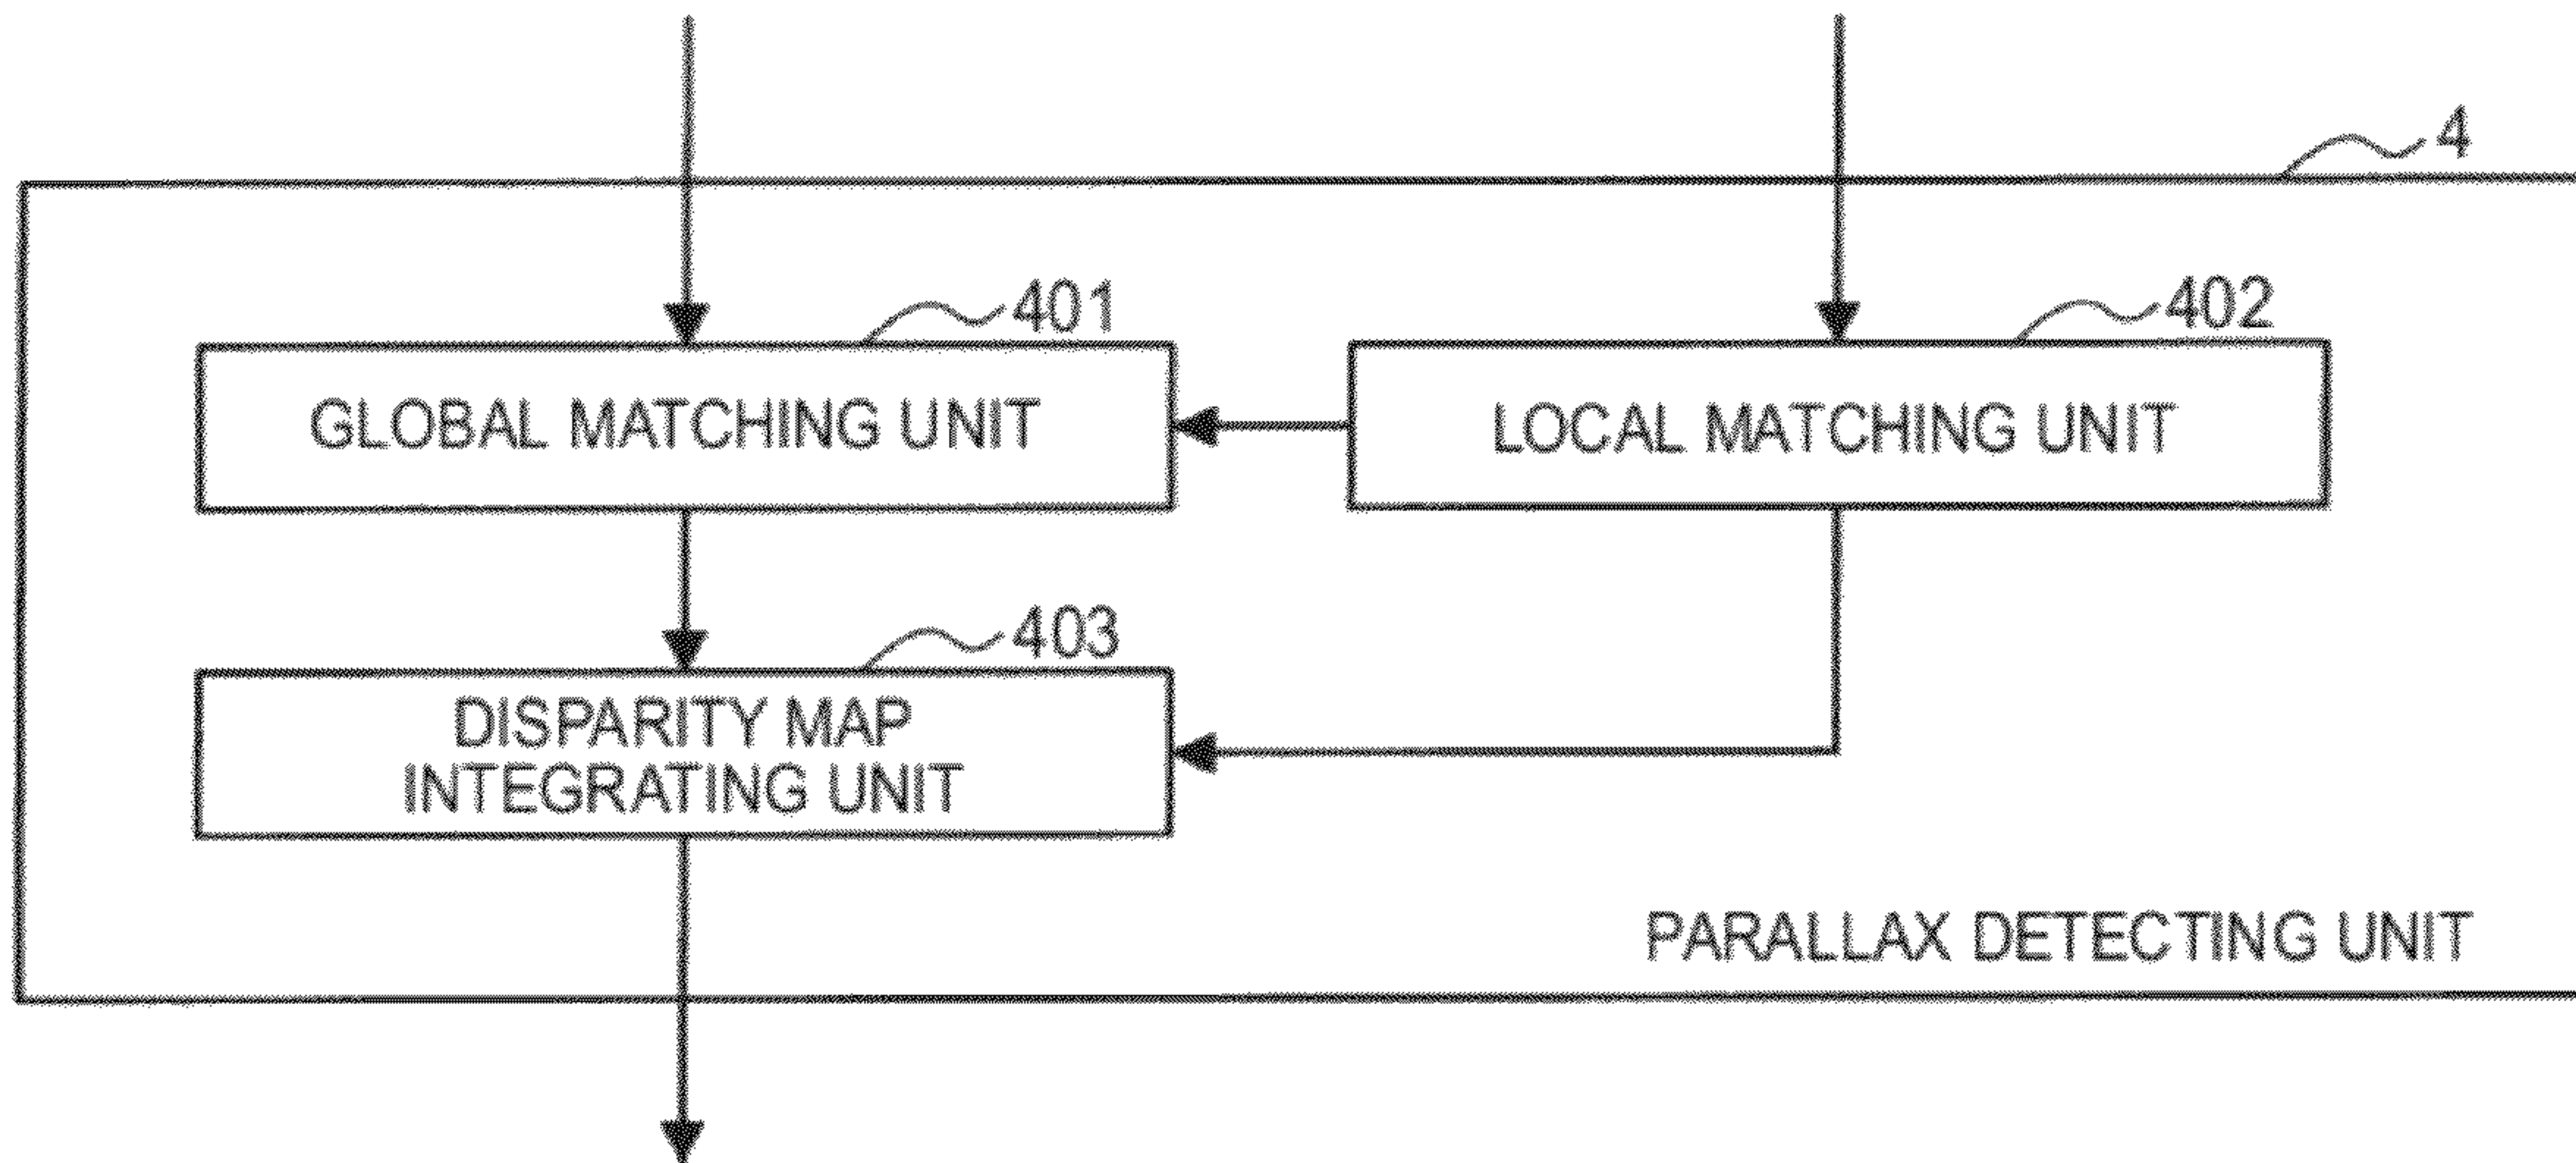 4
401
402
GLOBAL MATCHING UNIT
LOCAL MATCHING UNIT
403
DISPARITY MAP
INTEGRATING UNIT
PARALLAX DETECTING UNIT